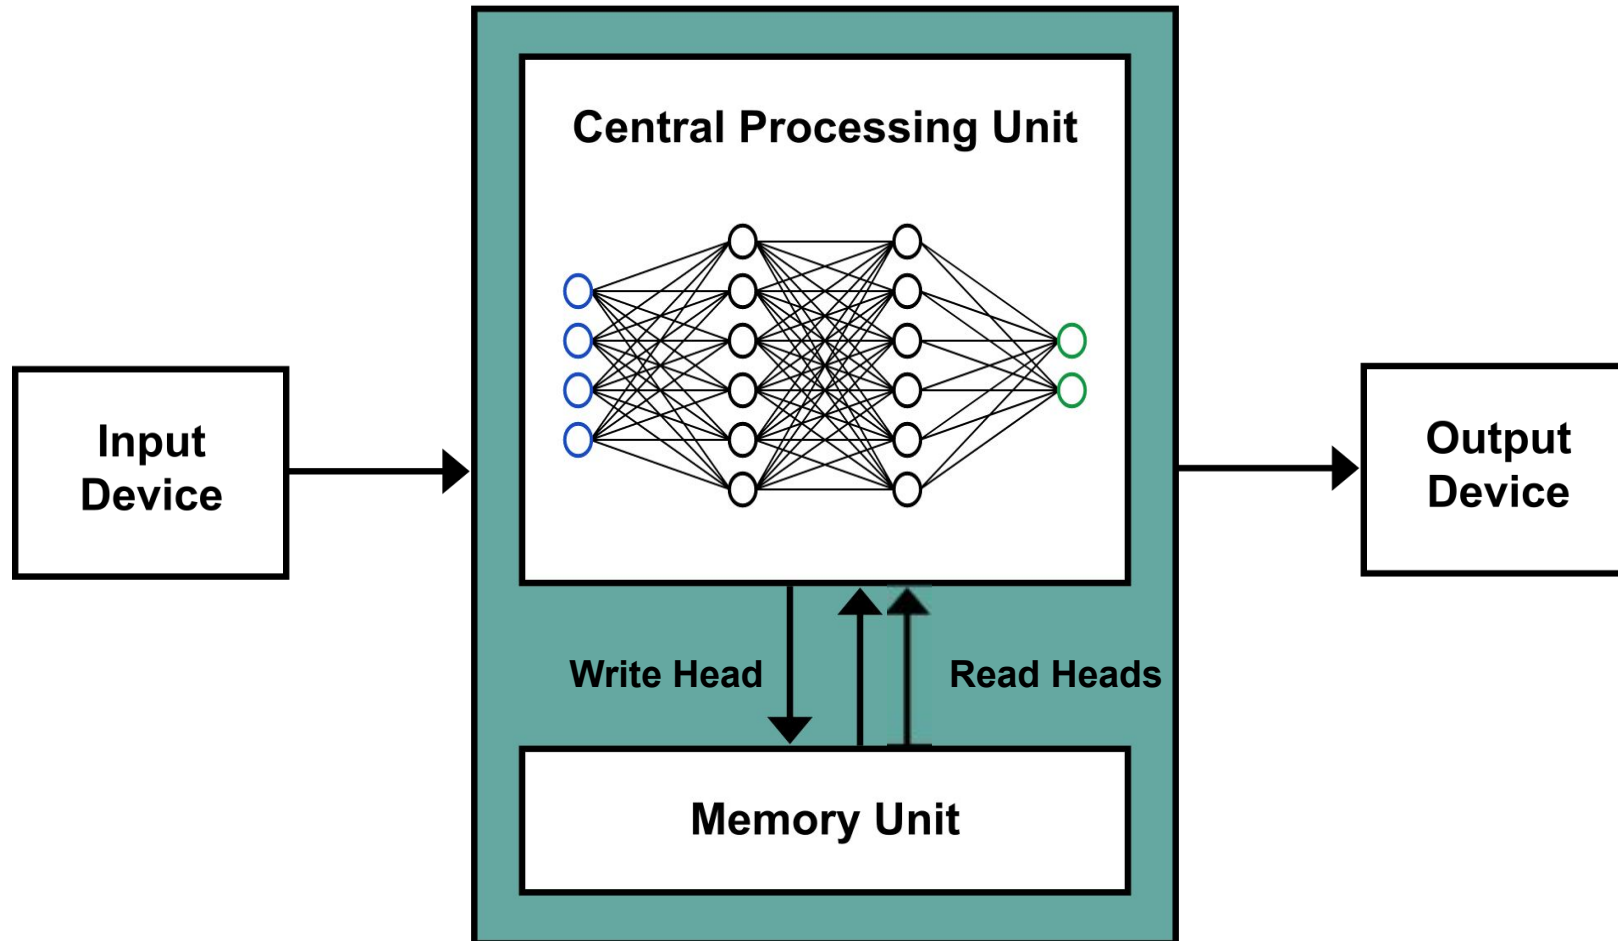 Central Processing Unit
Input
Device
Output
Device
Write Head
Read Heads
Memory Unit